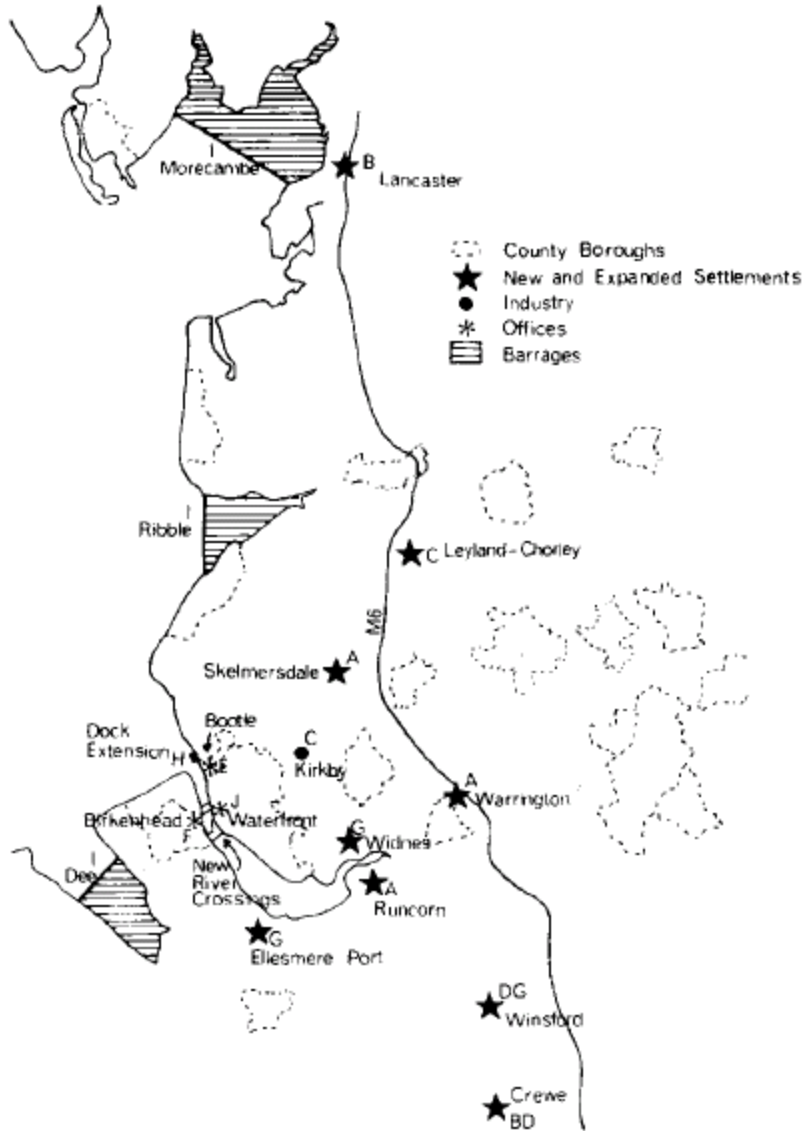 I
Morecambe
B
Lancaster
County Boroughs
New and Expanded Settlements
Industry
Offices
Barrages
I
Ribble
C Leyland-Chorley
M6
A
Skelmersdale
Bootle
Dock
Extension H
E
C
Kirkby
A
Warrington
J
Birkenhead
Waterfront
F
G
Widnes
I
Dee
New
River
Crossings
A
Runcorn
G
Ellesmere Port
DG
Winsford
Crewe
BD